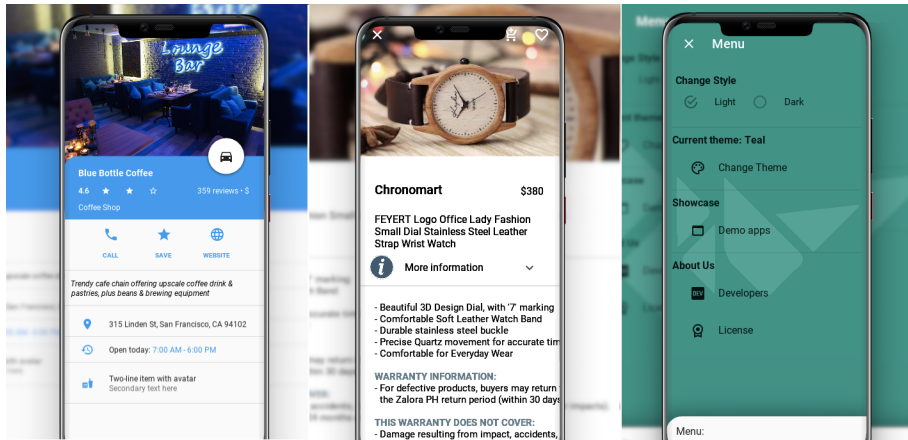 Lounge
Bar
Blue Bottle Coffee
4.6
359 reviews • $
Coffee Shop
CALL
SAVE
WEBSITE
Trendy cafe chain offering upscale coffee drink &
pastries, plus beans & brewing equipment
315 Linden St, San Francisco, CA 94102
Open today: 7:00 AM - 6:00 PM
Two-line item with avatar
Secondary text here
Chronomart
$380
FEYERT Logo Office Lady Fashion
Small Dial Stainless Steel Leather
Strap Wrist Watch
i
More information
- Beautiful 3D Design Dial, with '7' marking
- Comfortable Soft Leather Watch Band
- Durable stainless steel buckle
- Precise Quartz movement for accurate tim
- Comfortable for Everyday Wear
WARRANTY INFORMATION:
- For defective products, buyers may return
the Zalora PH return period (within 30 days
THIS WARRANTY DOES NOT COVER:
- Damage resulting from impact, accidents,
Menu
Change Style
Light
Dark
Current theme: Teal
Change Theme
Showcase
Demo apps
About Us
DEV
Developers
License
Menu: